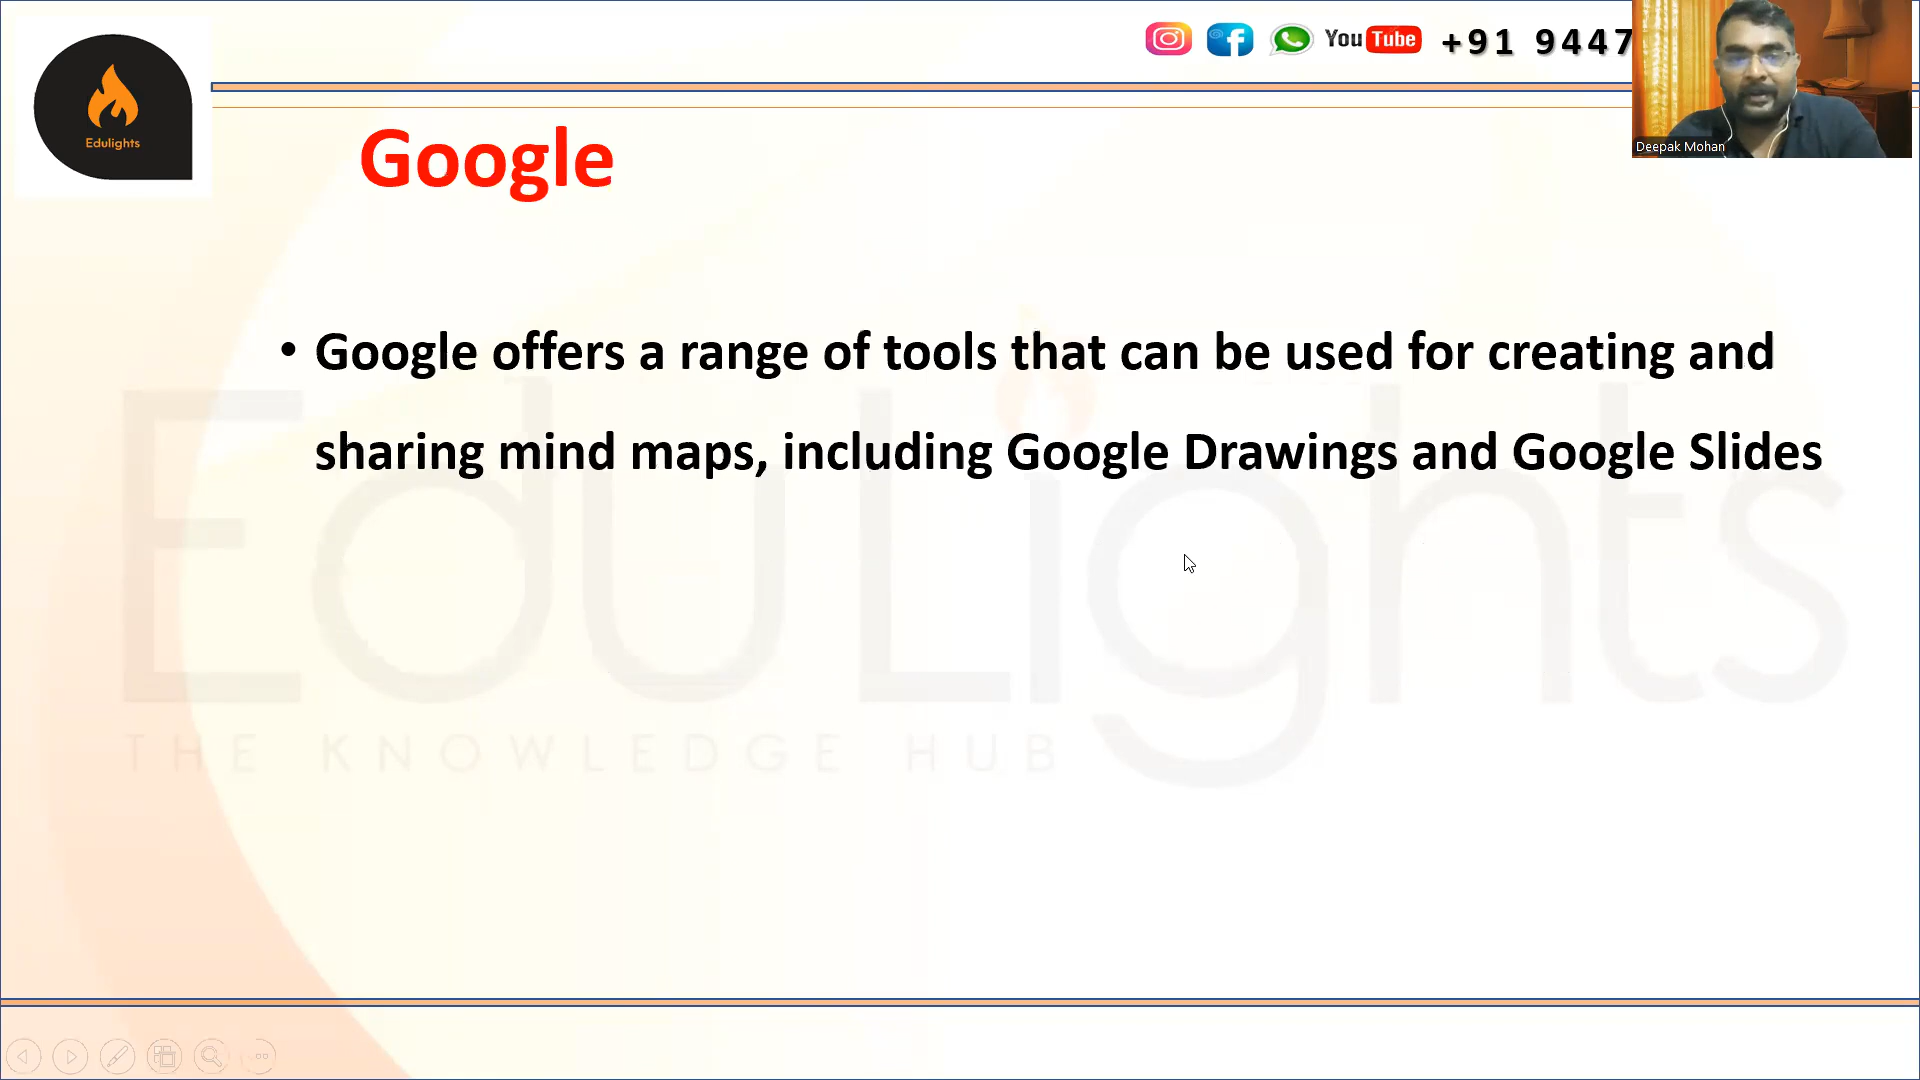 You Tube +91 9447
Edulights
Deepak Mohan
Google
• Google offers a range of tools that can be used for creating and
sharing mind maps, including Google Drawings and Google Slides
EduLights
THE KNOWLEDGE HUB